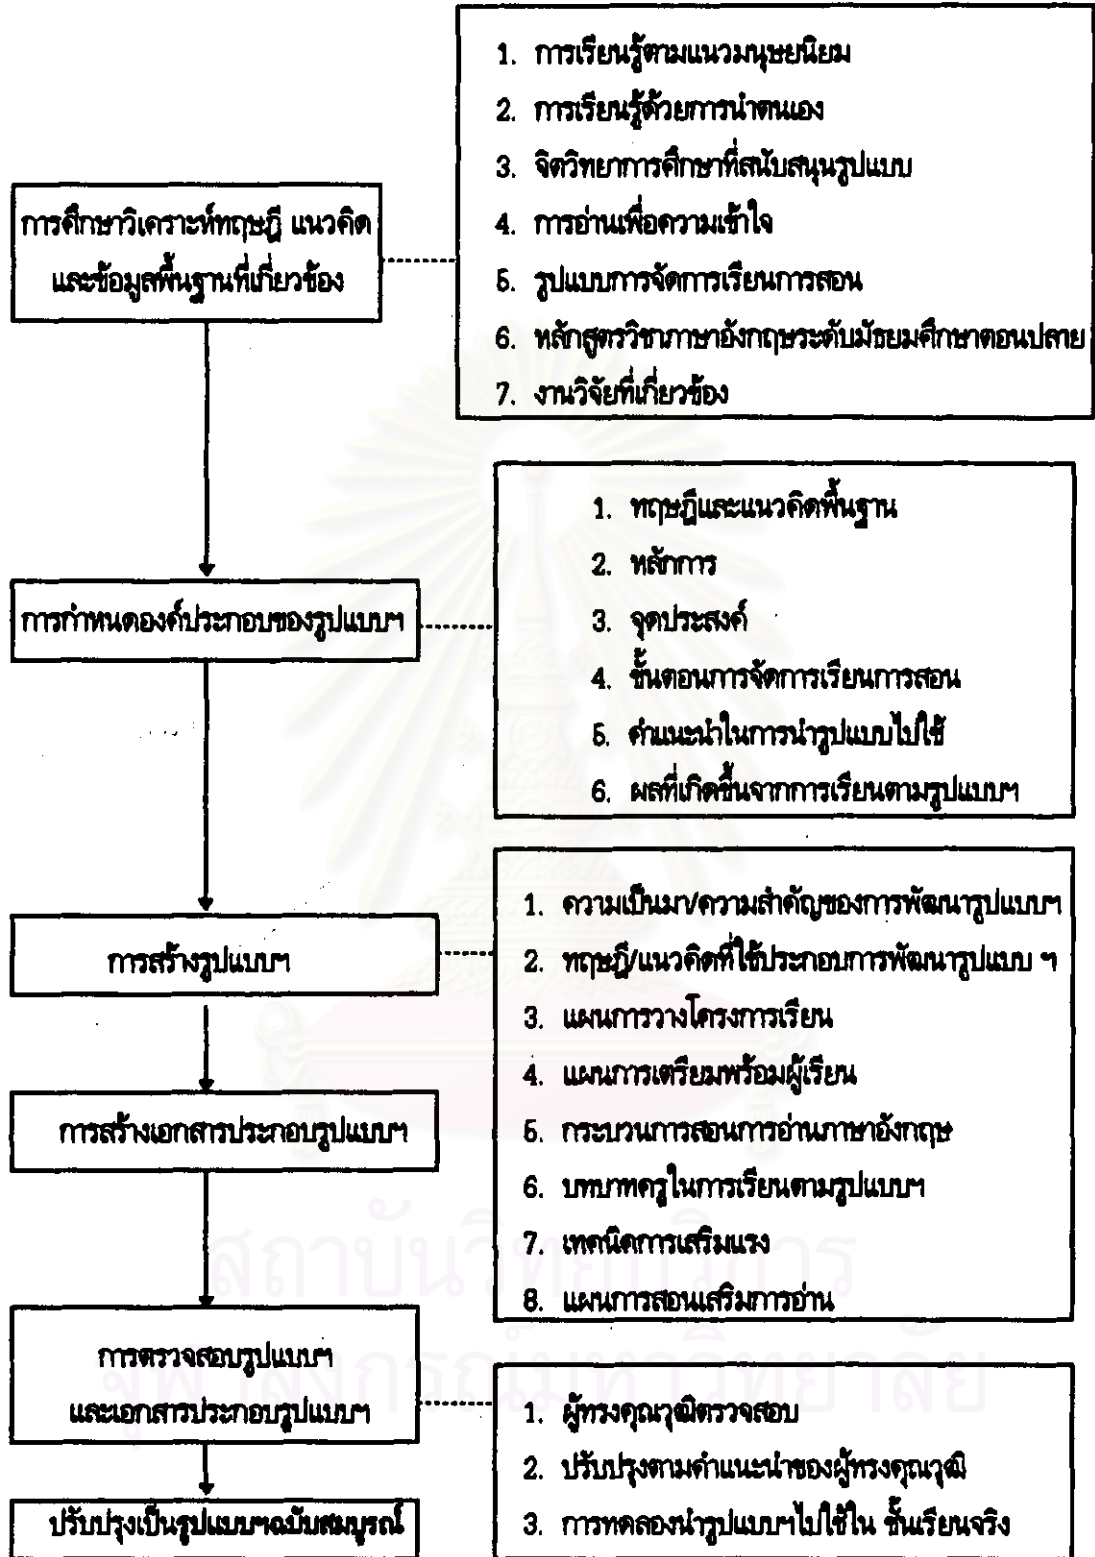 1. การเรียนรู้ตามแนวมนุษยนิยม
2. การเรียนรู้ด้วยการนำตนเอง
3. จิตวิทยาการศึกษาที่สนับสนุนรูปแบบ
4. การอ่านเพื่อความเข้าใจ
5. รูปแบบการจัดการเรียนการสอน
6. หลักสูตรวิชาภาษาอังกฤษระดับมัธยมศึกษาตอนปลาย
7. งานวิจัยที่เกี่ยวข้อง
การศึกษาวิเคราะห์ทฤษฎี แนวคิด
และข้อมูลพื้นฐานที่เกี่ยวข้อง
1. ทฤษฎีและแนวคิดพื้นฐาน
2. หลักการ
3. จุดประสงค์
4. ขั้นตอนการจัดการเรียนการสอน
5. คำแนะนำในการนำรูปแบบไปใช้
6. ผลที่เกิดขึ้นจากการเรียนตามรูปแบบฯ
การกำหนดองค์ประกอบของรูปแบบฯ
1. ความเป็นมา/ความสำคัญของการพัฒนารูปแบบฯ
2. ทฤษฎี/แนวคิดที่ใช้ประกอบการพัฒนารูปแบบ ฯ
3. แผนการวางโครงการเรียน
4. แผนการเตรียมพร้อมผู้เรียน
5. กระบวนการสอนการอ่านภาษาอังกฤษ
6. บทบาทครูในการเรียนตามรูปแบบฯ
7. เทคนิคการเสริมแรง
8. แผนการสอนเสริมการอ่าน
การสร้างรูปแบบฯ
การสร้างเอกสารประกอบรูปแบบฯ
การตรวจสอบรูปแบบฯ
และเอกสารประกอบรูปแบบฯ
1. ผู้ทรงคุณวุฒิตรวจสอบ
2. ปรับปรุงตามคำแนะนำของผู้ทรงคุณวุฒิ
3. การทดลองนำรูปแบบฯไปใช้ใน ชั้นเรียนจริง
ปรับปรุงเป็นรูปแบบฯฉบับสมบูรณ์
สถาบันวิทยบริการ
จุฬาลงกรณ์มหาวิทยาลัย